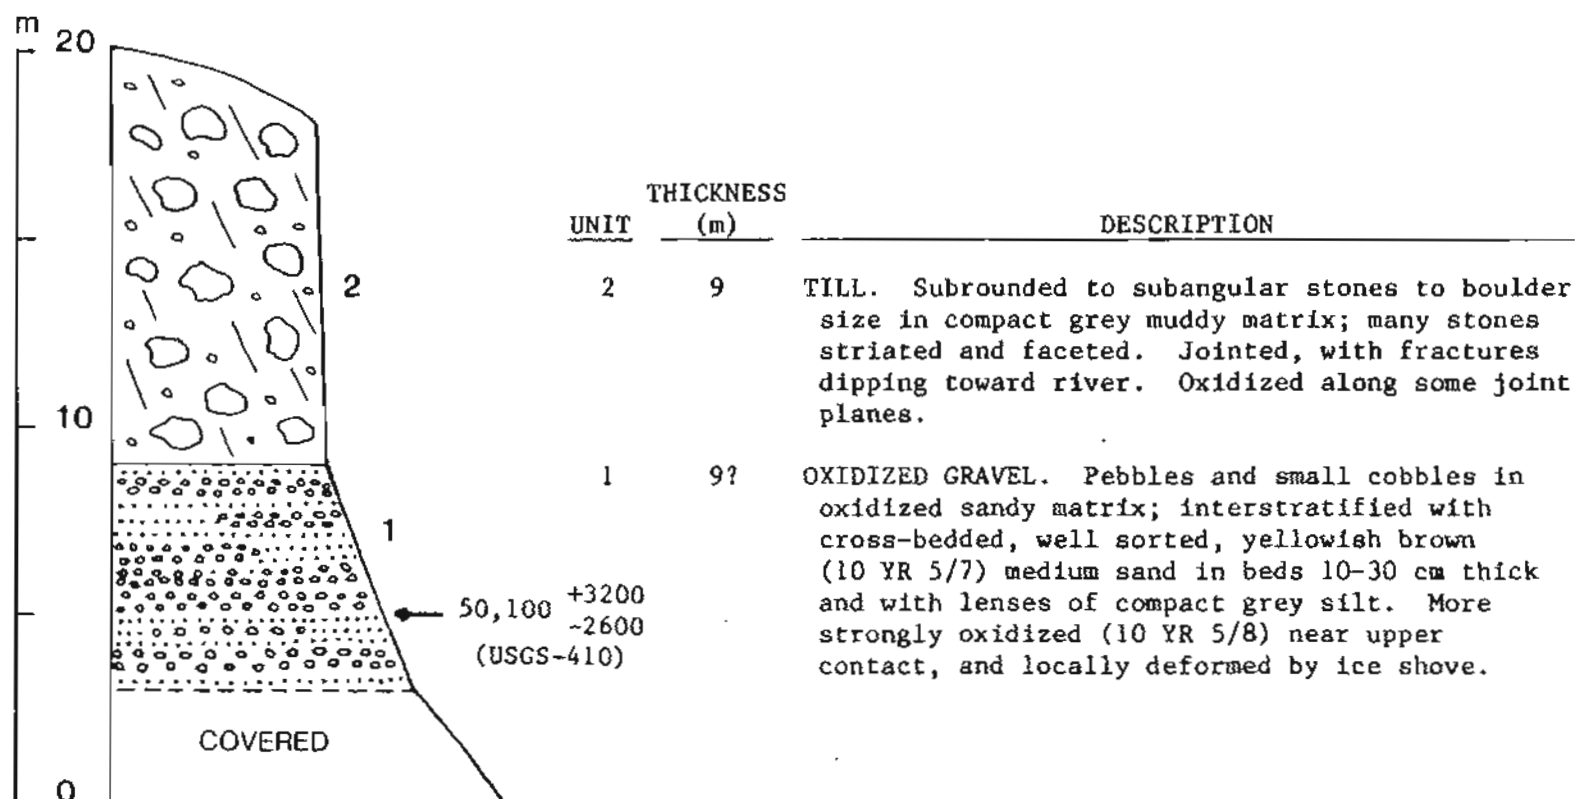 m
20
10
0
2
1
COVERED
50,100 +3200
~2600
(USGS-410)
THICKNESS
UNIT (m) DESCRIPTION
2 9 TILL. Subrounded to subangular stones to boulder
size in compact grey muddy matrix; many stones
striated and faceted. Jointed, with fractures
dipping toward river. Oxidized along some joint
planes.
1 9? OXIDIZED GRAVEL. Pebbles and small cobbles in
oxidized sandy matrix; interstratified with
cross-bedded, well sorted, yellowish brown
(10 YR 5/7) medium sand in beds 10-30 cm thick
and with lenses of compact grey silt. More
strongly oxidized (10 YR 5/8) near upper
contact, and locally deformed by ice shove.